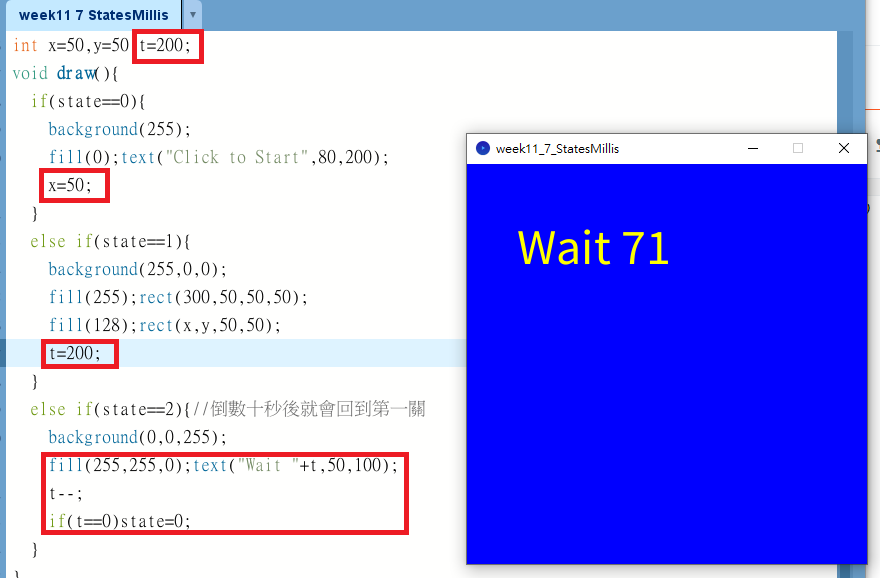 week11 7 StatesMillis
int x=50,y=50 t=200;
void draw(){
if(state==0){
background(255);
fill(0);text("Click to Start",80,200);
x=50;
}
else if(state==1){
background(255,0,0);
fill(255);rect(300,50,50,50);
fill(128);rect(x,y,50,50);
t=200;
}
else if(state==2){//倒數十秒後就會回到第一關
background(0,0,255);
fill(255,255,0);text("Wait "+t,50,100);
t--;
if(t==0)state=0;
}
}
week11_7_StatesMillis
Wait 71